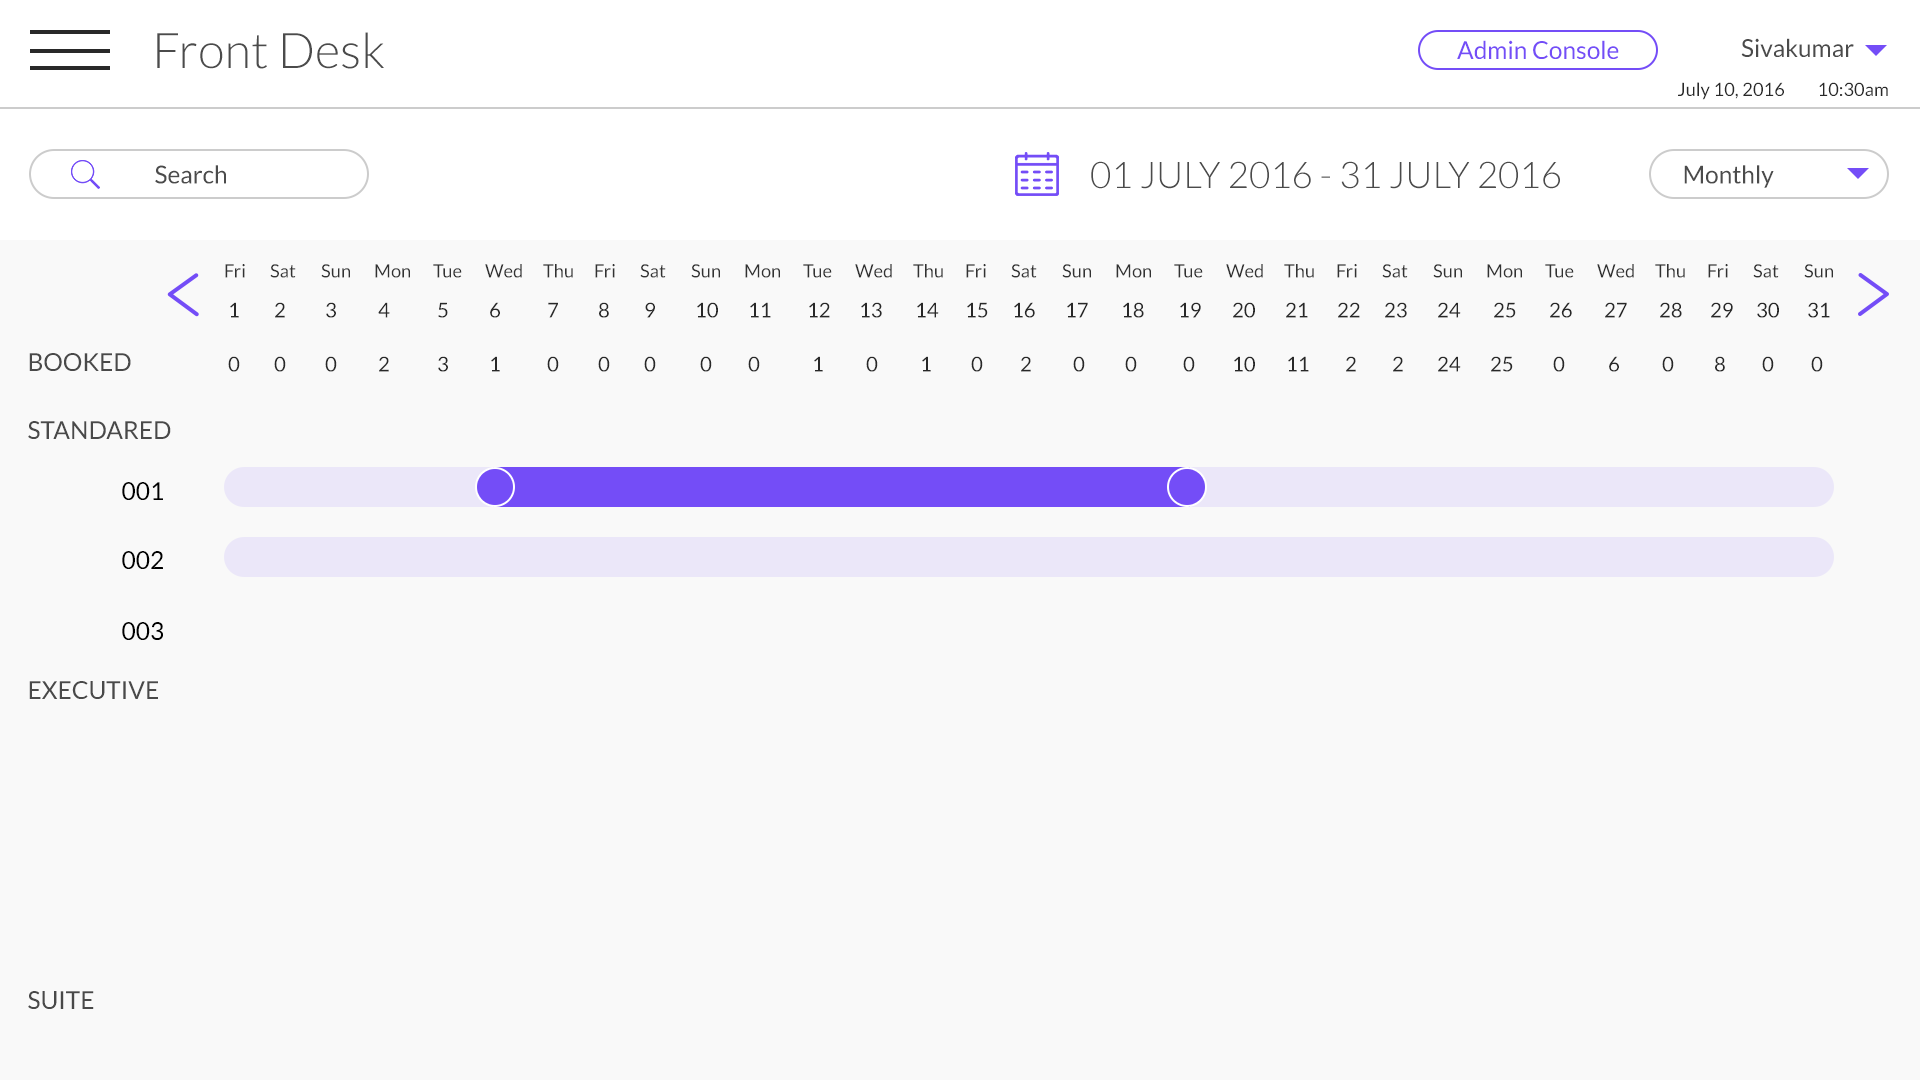 Front Desk
Admin Console
Sivakumar
July 10, 2016 10:30am
Search
01 JULY 2016 - 31 JULY 2016
Monthly
Fri Sat Sun Mon Tue Wed Thu Fri Sat Sun Mon Tue Wed Thu Fri Sat Sun Mon Tue Wed Thu Fri Sat Sun Mon Tue Wed Thu Fri Sat Sun
1 2 3 4 5 6 7 8 9 10 11 12 13 14 15 16 17 18 19 20 21 22 23 24 25 26 27 28 29 30 31
BOOKED 0 0 0 2 3 1 0 0 0 0 0 1 0 1 0 2 0 0 0 10 11 2 2 24 25 0 6 0 8 0 0
STANDARED
001
002
003
EXECUTIVE
SUITE